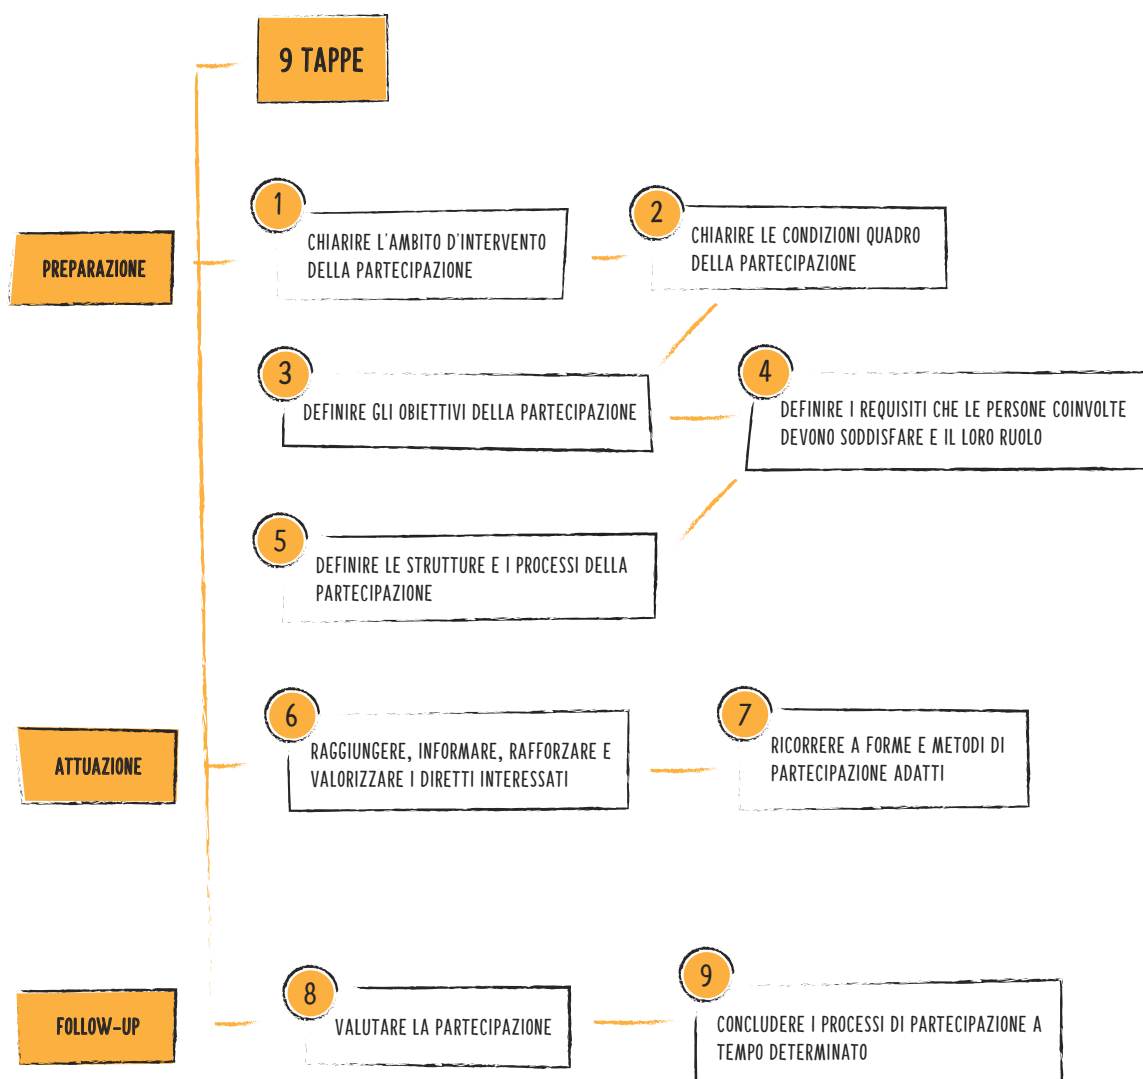 9 TAPPE
PREPARAZIONE
1
CHIARIRE L'AMBITO D'INTERVENTO
DELLA PARTECIPAZIONE
2
CHIARIRE LE CONDIZIONI QUADRO
DELLA PARTECIPAZIONE
3
DEFINIRE GLI OBIETTIVI DELLA PARTECIPAZIONE
4
DEFINIRE I REQUISITI CHE LE PERSONE COINVOLTE
DEVONO SODDISFARE E IL LORO RUOLO
5
DEFINIRE LE STRUTTURE E I PROCESSI DELLA
PARTECIPAZIONE
ATTUAZIONE
6
RAGGIUNGERE, INFORMARE, RAFFORZARE E
VALORIZZARE I DIRETTI INTERESSATI
7
RICORRERE A FORME E METODI DI
PARTECIPAZIONE ADATTI
FOLLOW-UP
8
VALUTARE LA PARTECIPAZIONE
9
CONCLUDERE I PROCESSI DI PARTECIPAZIONE A
TEMPO DETERMINATO